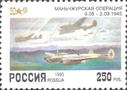 МАНЬЧЖУРСКАЯ ОПЕРАЦИЯ
9.08 - 2.09.1945
РОССИЯ 1995 250
ROSSIJA РУБ.